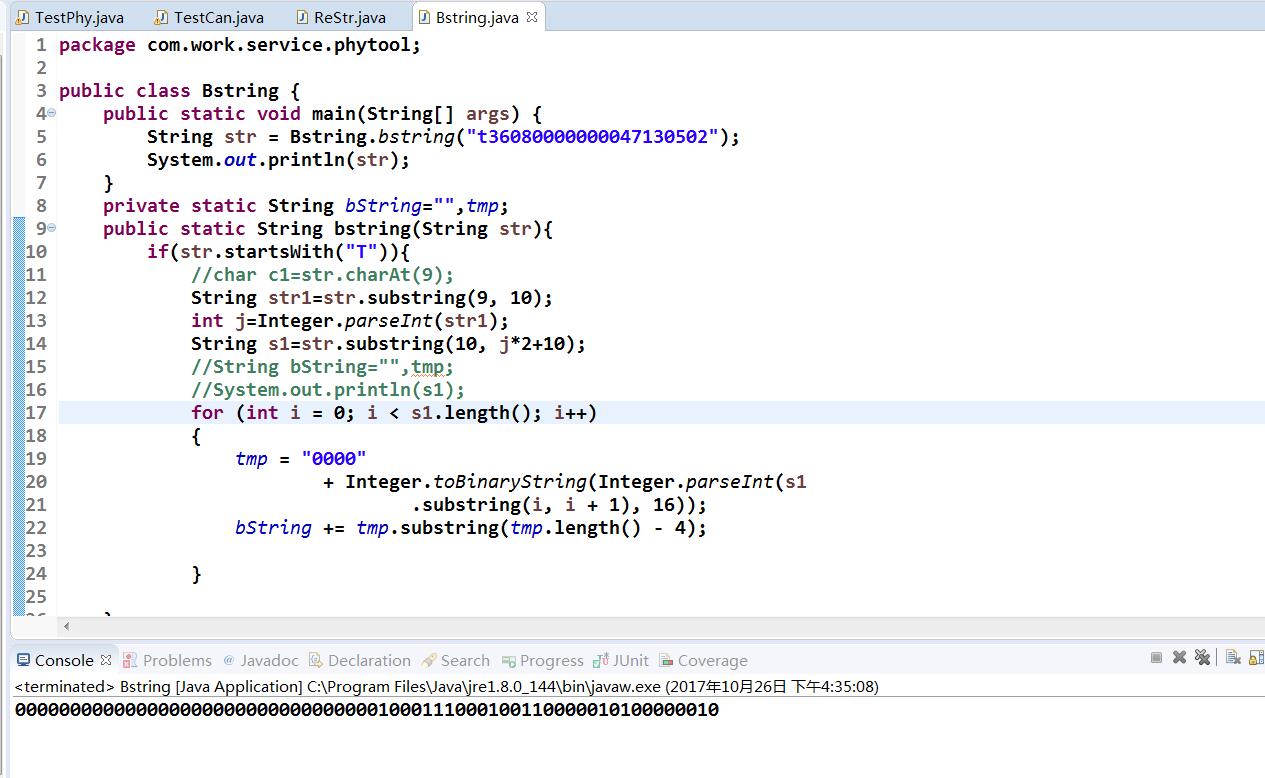 TestPhy.java TestCan.java ReStr.java Bstring.java
1 package com.work.service.phytool;
2
3 public class Bstring {
4 public static void main(String[] args) {
5 String str = Bstring.bstring("t36080000000047130502");
6 System.out.println(str);
7 }
8 private static String bString="",tmp;
9 public static String bstring(String str){
10 if(str.startsWith("T")){
11 //char c1=str.charAt(9);
12 String str1=str.substring(9, 10);
13 int j=Integer.parseInt(str1);
14 String s1=str.substring(10, j*2+10);
15 //String bString="",tmp;
16 //System.out.println(s1);
17 for (int i = 0; i < s1.length(); i++)
18 {
19 tmp = "0000"
20 + Integer.toBinaryString(Integer.parseInt(s1
21 .substring(i, i + 1), 16));
22 bString += tmp.substring(tmp.length() - 4);
23
24 }
25
Console Problems @ Javadoc Declaration Search Progress JUnit Coverage
<terminated> Bstring [Java Application] C:\Program Files\Java\jre1.8.0_144\bin\javaw.exe (2017年10月26日 下午4:35:08)
0000000000000000000000000000000001000111000100110000010100000010